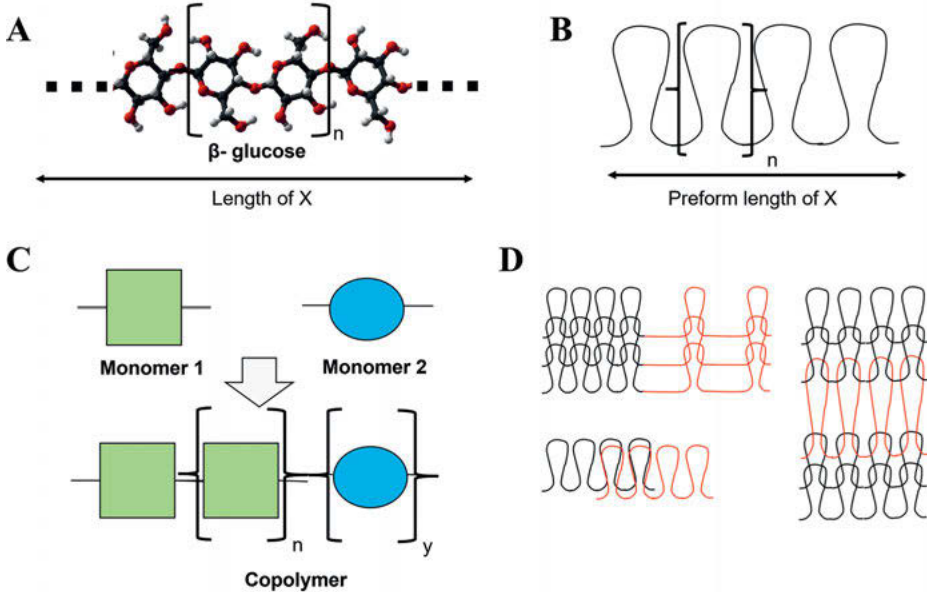 A
n
β- glucose
Length of X
B
n
Preform length of X
C
Monomer 1
Monomer 2
n
y
Copolymer
D